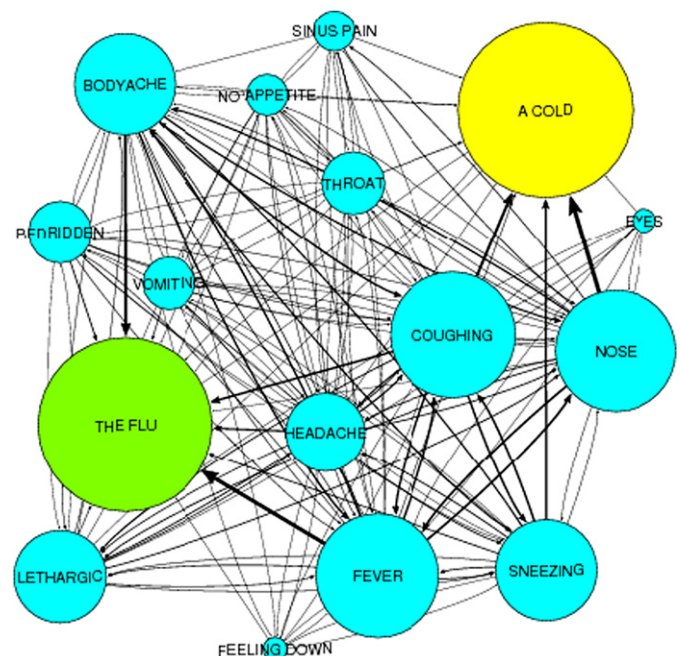 SINUS PAIN
BODYACHE
NO APPETITE
A COLD
THROAT
EYES
BEDRIDDEN
VOMITING
COUGHING
NOSE
THE FLU
HEADACHE
LETHARGIC
FEVER
SNEEZING
FEELING DOWN